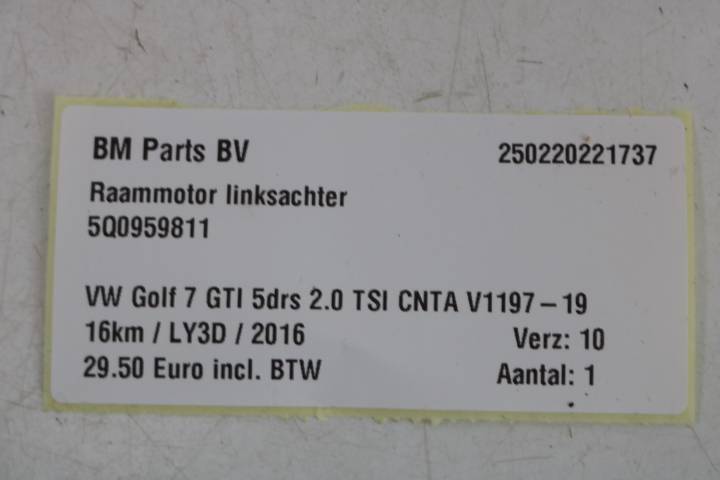 BM Parts BV 250220221737
Raammotor linksachter
5Q0959811
VW Golf 7 GTI 5drs 2.0 TSI CNTA V1197-19
16km / LY3D / 2016 Verz: 10
29.50 Euro incl. BTW Aantal: 1